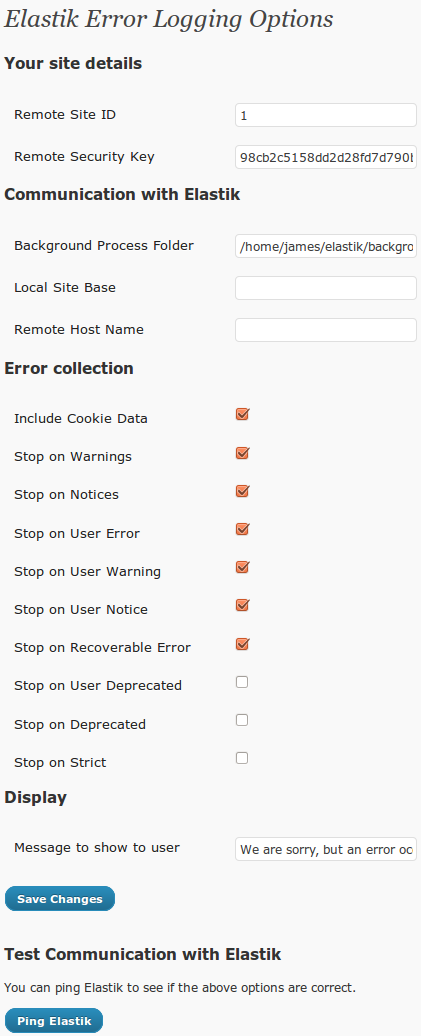 Elastik Error Logging Options
Your site details
Remote Site ID 1
Remote Security Key 98cb2c5158dd2d28fd7d790
Communication with Elastik
Background Process Folder /home/james/elastik/backgro
Local Site Base
Remote Host Name
Error collection
Include Cookie Data
Stop on Warnings
Stop on Notices
Stop on User Error
Stop on User Warning
Stop on User Notice
Stop on Recoverable Error
Stop on User Deprecated
Stop on Deprecated
Stop on Strict
Display
Message to show to user We are sorry, but an error oc
Save Changes
Test Communication with Elastik
You can ping Elastik to see if the above options are correct.
Ping Elastik